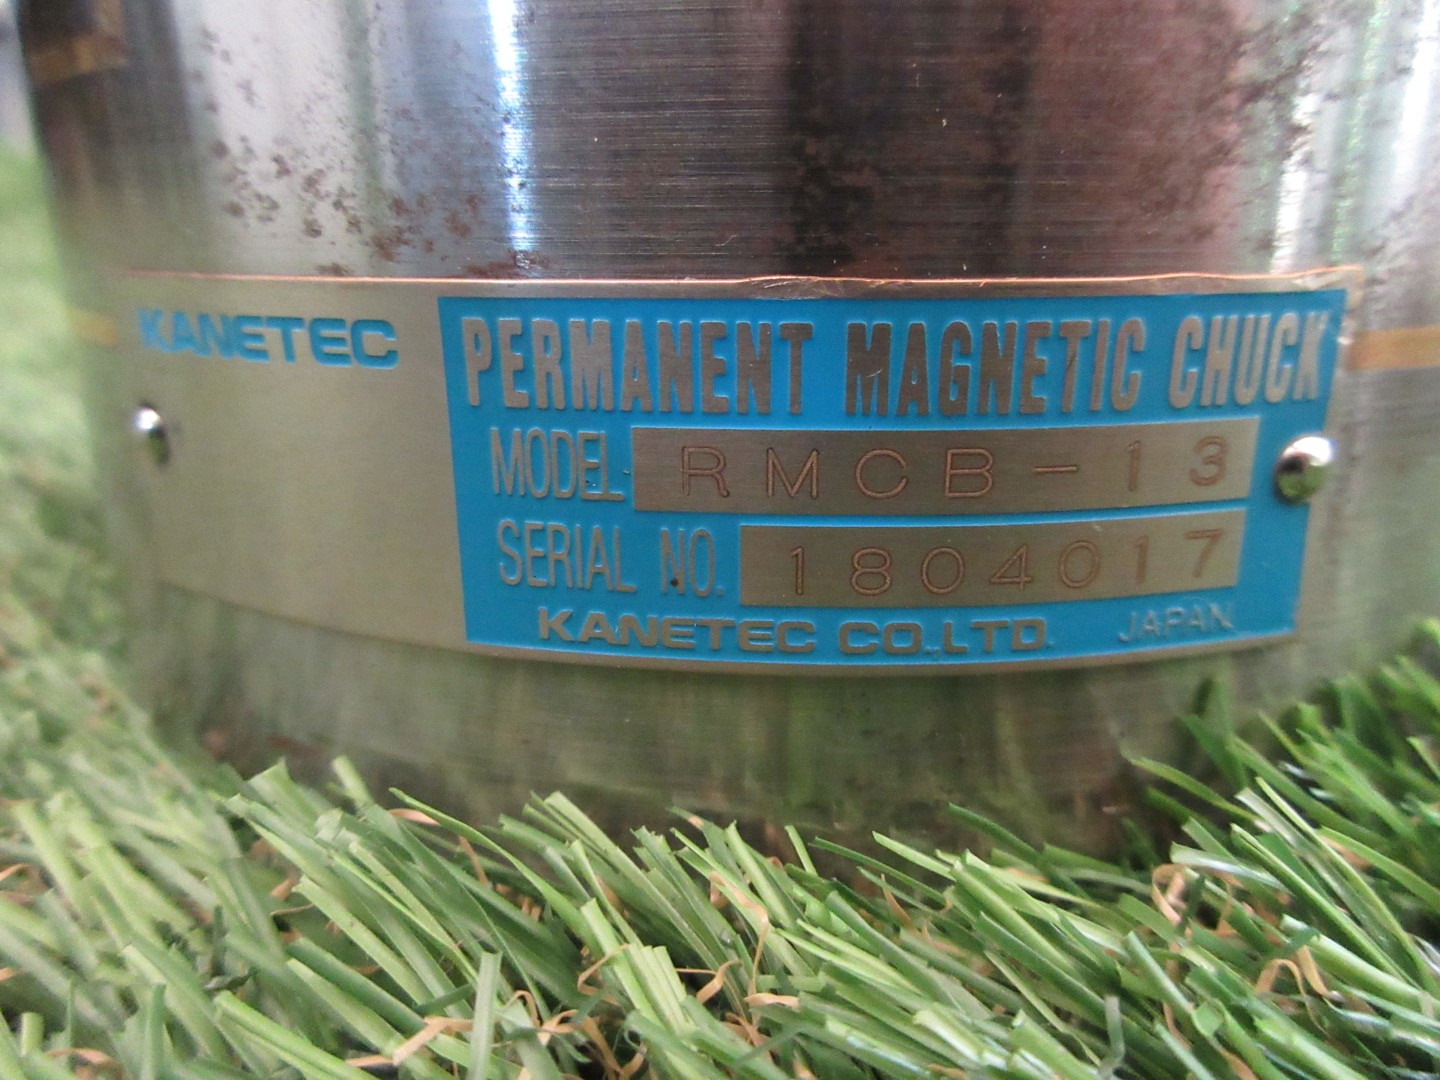 KANETEC
PERMANENT MAGNETIC CHUCK
MODEL RMCB-13
SERIAL NO. 1804017
KANETEC CO.,LTD. JAPAN